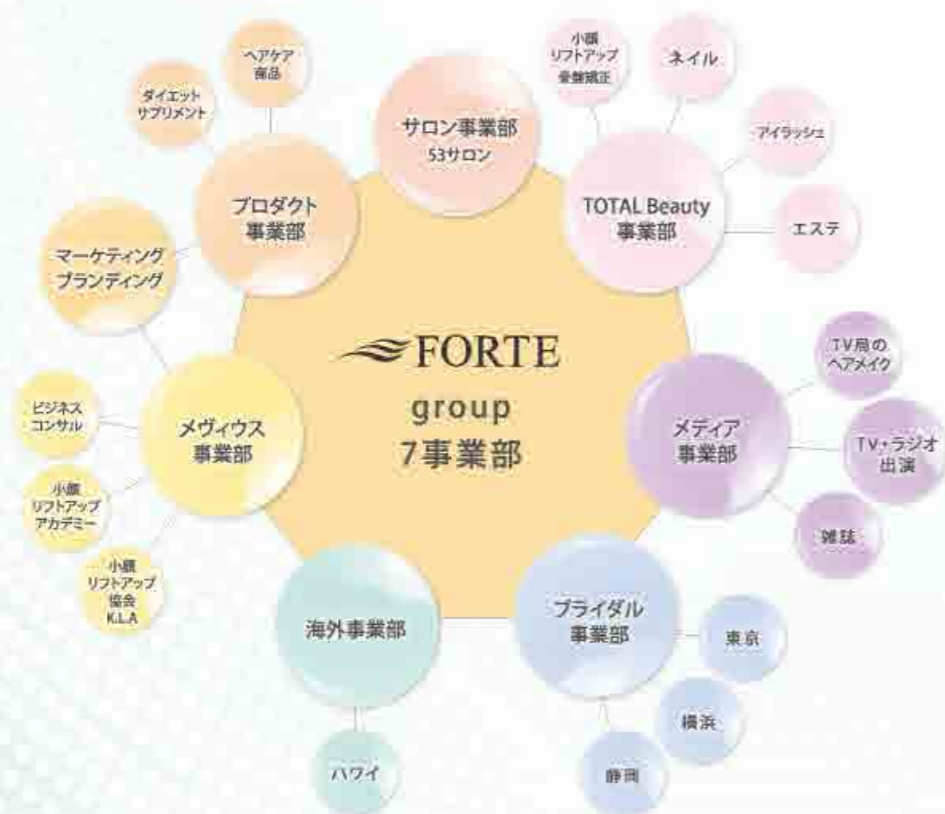 FORTE
group
7事業部
サロン事業部
53サロン
TOTAL Beauty
事業部
小顔
リフトアップ
骨盤矯正
ネイル
アイラッシュ
エステ
メディア
事業部
TV局の
ヘアメイク
TV・ラジオ
出演
雑誌
ブライダル
事業部
東京
横浜
静岡
海外事業部
ハワイ
メヴィウス
事業部
ビジネス
コンサル
小顔
リフトアップ
アカデミー
小顔
リフトアップ
協会
K.L.A
マーケティング
ブランディング
プロダクト
事業部
ダイエット
サプリメント
ヘアケア
商品